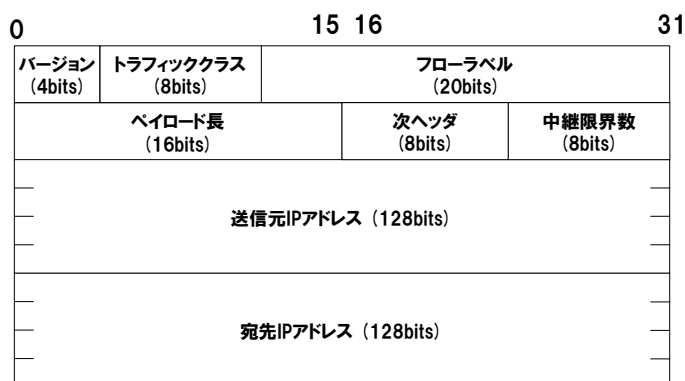 0 15 16 31
バージョン トラフィッククラス フローラベル
(4bits) (8bits) (20bits)
ペイロード長 次ヘッダ 中継限界数
(16bits) (8bits) (8bits)
送信元IPアドレス (128bits)
宛先IPアドレス (128bits)